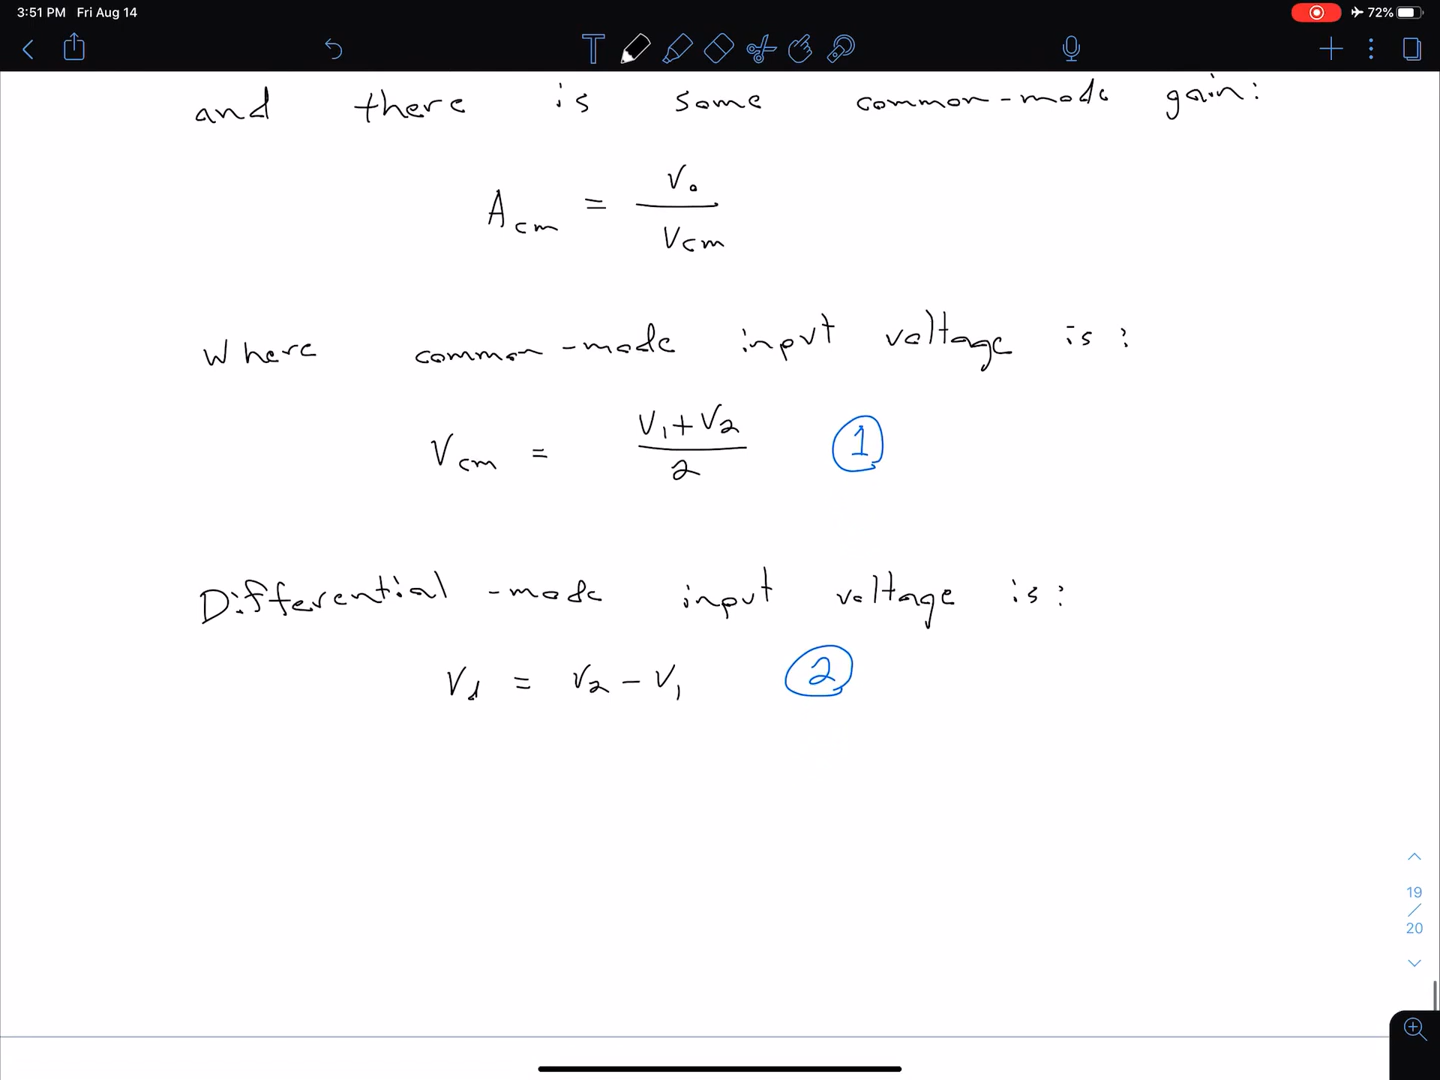 3:51 PM Fri Aug 14
72%
T
and there is some common-mode gain:
A_cm = V_o / V_cm
Where common-mode input voltage is:
V_cm = (V_1 + V_2) / 2 ①
Differential-mode input voltage is:
V_d = V_2 - V_1 ②
19
/
20